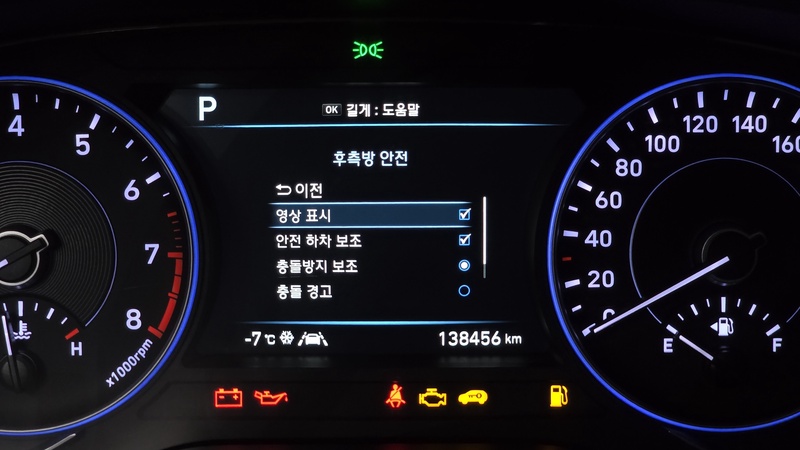 P
OK 길게 : 도움말
후측방 안전
이전
영상 표시
안전 하차 보조
충돌방지 보조
충돌 경고
-7 ℃
138456 km
4
5
6
7
8
x1000rpm
H
0
20
40
60
80
100
120
140
160
E
F